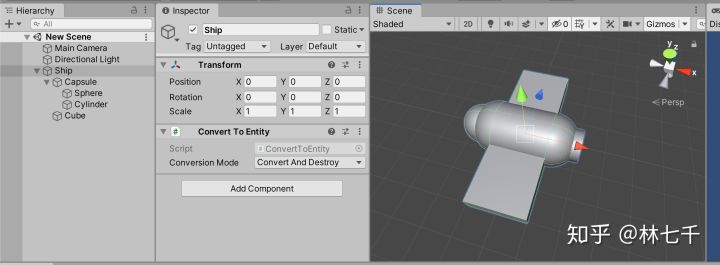 Hierarchy
All
New Scene
Main Camera
Directional Light
Ship
Capsule
Sphere
Cylinder
Cube
Inspector
Ship
Static
Tag Untagged Layer Default
Transform
Position X 0 Y 0 Z 0
Rotation X 0 Y 0 Z 0
Scale X 1 Y 1 Z 1
# Convert To Entity
Script # ConvertToEntity
Conversion Mode Convert And Destroy
Add Component
Scene
Shaded 2D 0 Gizmos
y
z
x
Persp
Dis
知乎 @林七千